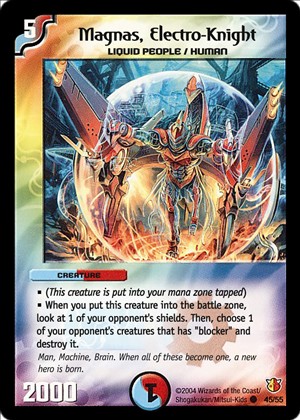 5
Magnas, Electro-Knight
LIQUID PEOPLE / HUMAN
CREATURE
• (This creature is put into your mana zone tapped)
• When you put this creature into the battle zone,
look at 1 of your opponent's shields. Then, choose 1
of your opponent's creatures that has "blocker" and
destroy it.
Man, Machine, Brain. When all of these become one, a new
hero is born.
2000
©2004 Wizards of the Coast/
Shogakukan/Mitsui-Kids
45/55